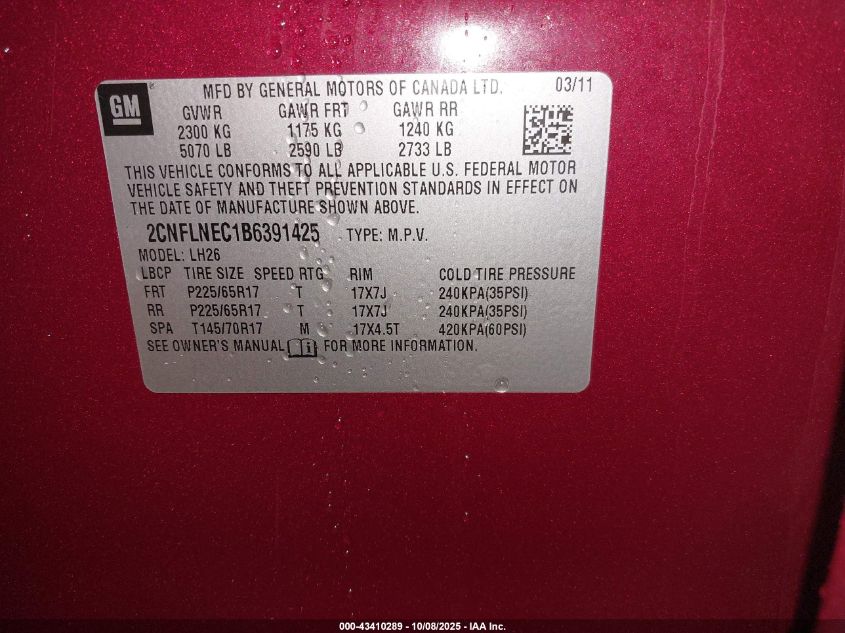 GM ®
MFD BY GENERAL MOTORS OF CANADA LTD. 03/11
GVWR GAWR FRT GAWR RR
2300 KG 1175 KG 1240 KG
5070 LB 2590 LB 2733 LB
THIS VEHICLE CONFORMS TO ALL APPLICABLE U.S. FEDERAL MOTOR
VEHICLE SAFETY AND THEFT PREVENTION STANDARDS IN EFFECT ON
THE DATE OF MANUFACTURE SHOWN ABOVE.
2CNFLNEC1B6391425 TYPE: M.P.V.
MODEL: LH26
LBCP TIRE SIZE SPEED RTG RIM COLD TIRE PRESSURE
FRT P225/65R17 T 17X7J 240KPA(35PSI)
RR P225/65R17 T 17X7J 240KPA(35PSI)
SPA T145/70R17 M 17X4.5T 420KPA(60PSI)
SEE OWNER'S MANUAL i FOR MORE INFORMATION.
000-43410289 - 10/08/2025 - IAA Inc.